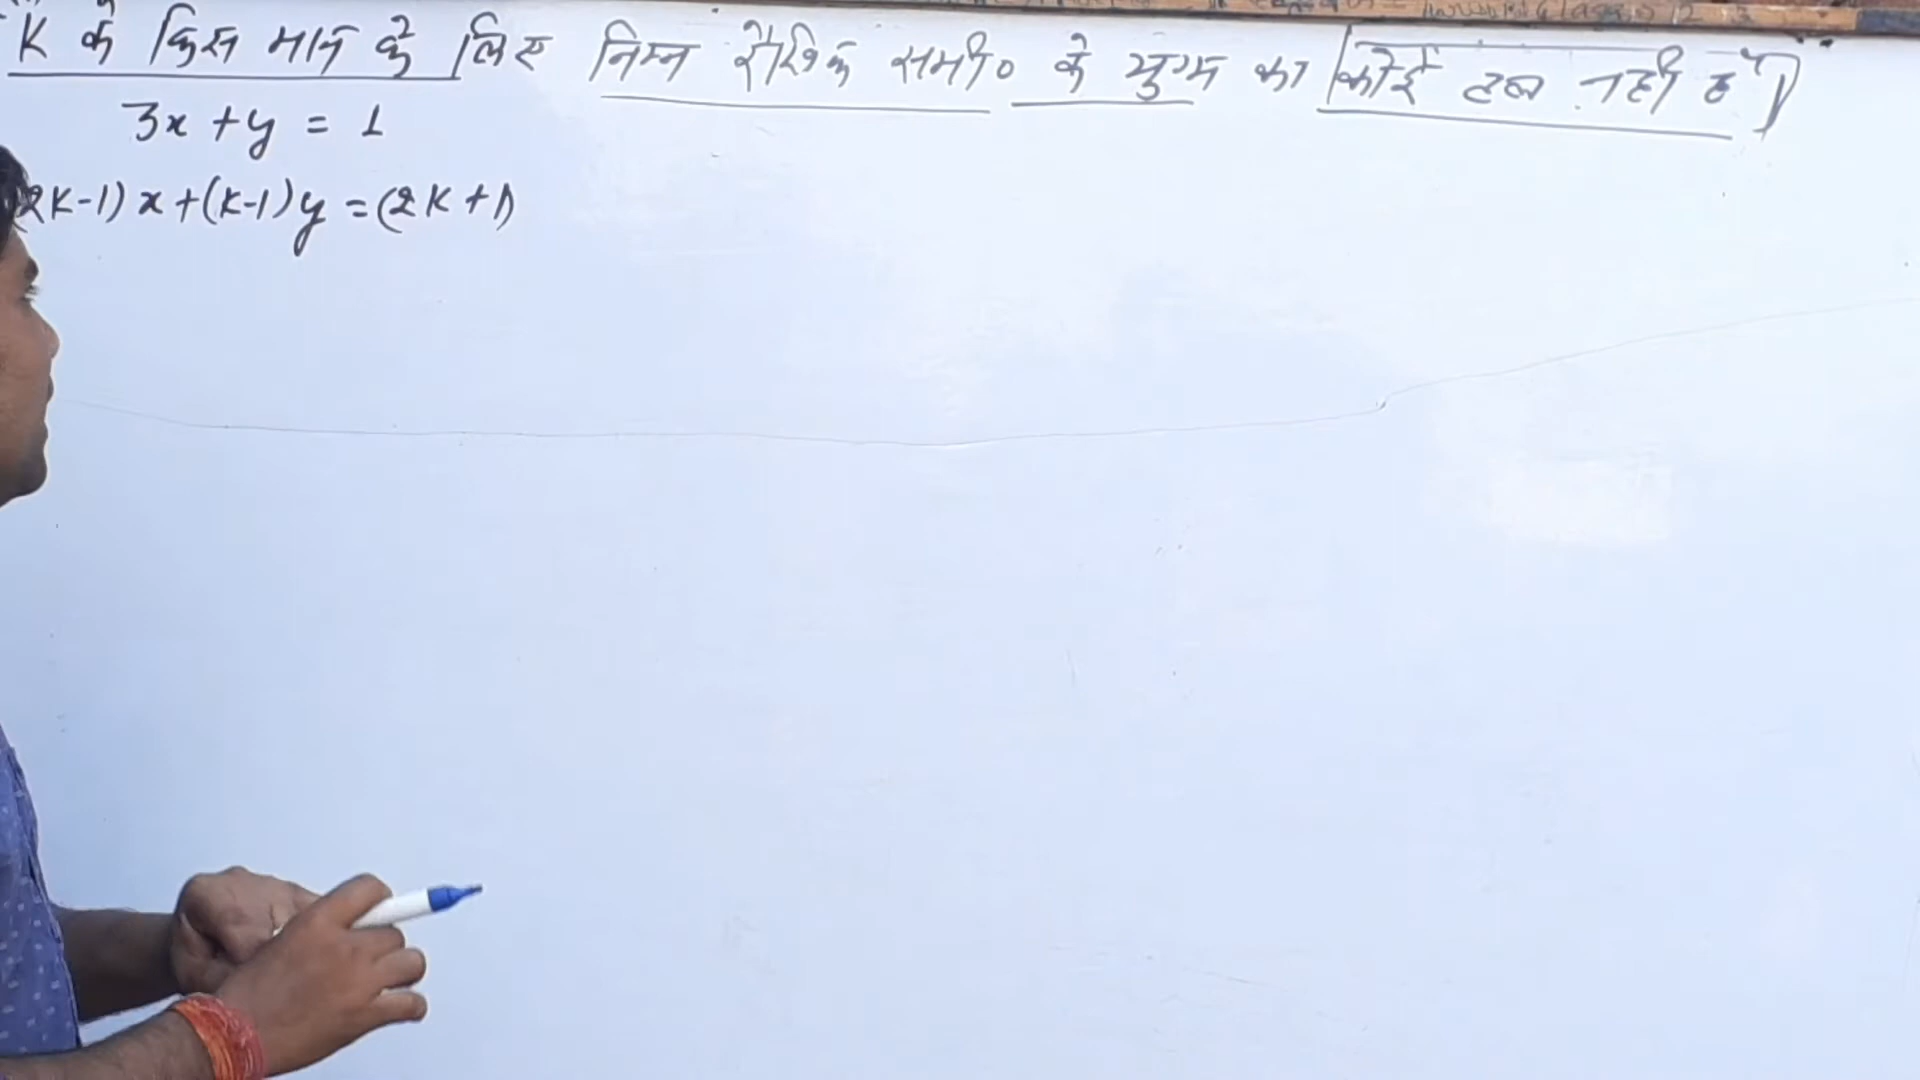 K के किस मान के लिए निम्न रैखिक समी० के युग्म का कोई हल नहीं है।
3x + y = 1
(2K-1) x + (K-1) y = (2K+1)